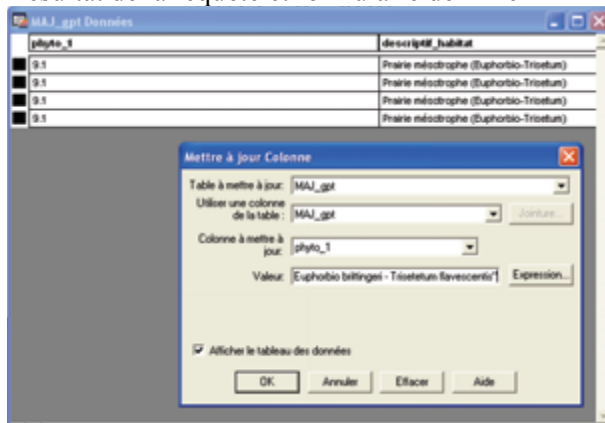 MAJ_gpt Données
phyto_1 descriptif_habitat
9.1 Prairie mésotrophe (Euphorbio-Trisetum)
9.1 Prairie mésotrophe (Euphorbio-Trisetum)
9.1 Prairie mésotrophe (Euphorbio-Trisetum)
9.1 Prairie mésotrophe (Euphorbio-Trisetum)
Mettre à jour Colonne
Table à mettre à jour: MAJ_gpt
Utiliser une colonne
de la table : MAJ_gpt Jointure...
Colonne à mettre à
jour: phyto_1
Valeur: Euphorbio brittingeri - Trisetetum flavescentis" Expression...
Afficher le tableau des données
OK Annuler Effacer Aide